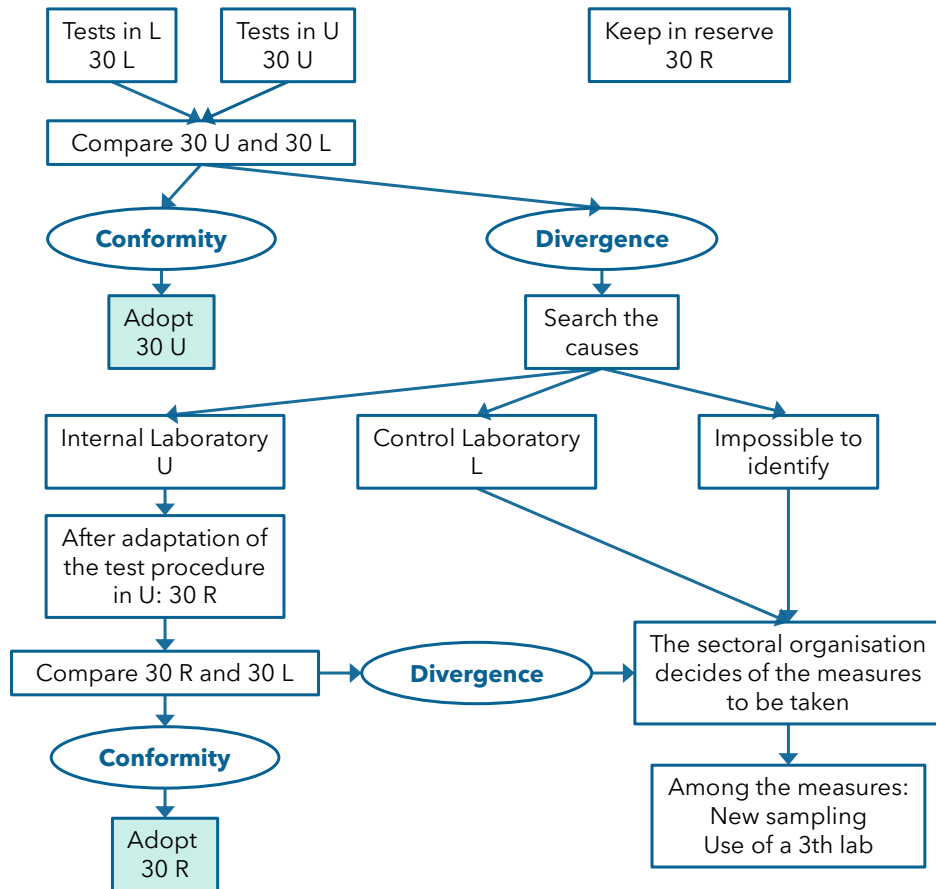 Tests in L
30 L
Tests in U
30 U
Keep in reserve
30 R
Compare 30 U and 30 L
Conformity
Divergence
Adopt
30 U
Search the
causes
Internal Laboratory
U
Control Laboratory
L
Impossible to
identify
After adaptation of
the test procedure
in U: 30 R
Compare 30 R and 30 L
Divergence
The sectoral organisation
decides of the measures
to be taken
Conformity
Among the measures:
New sampling
Use of a 3th lab
Adopt
30 R